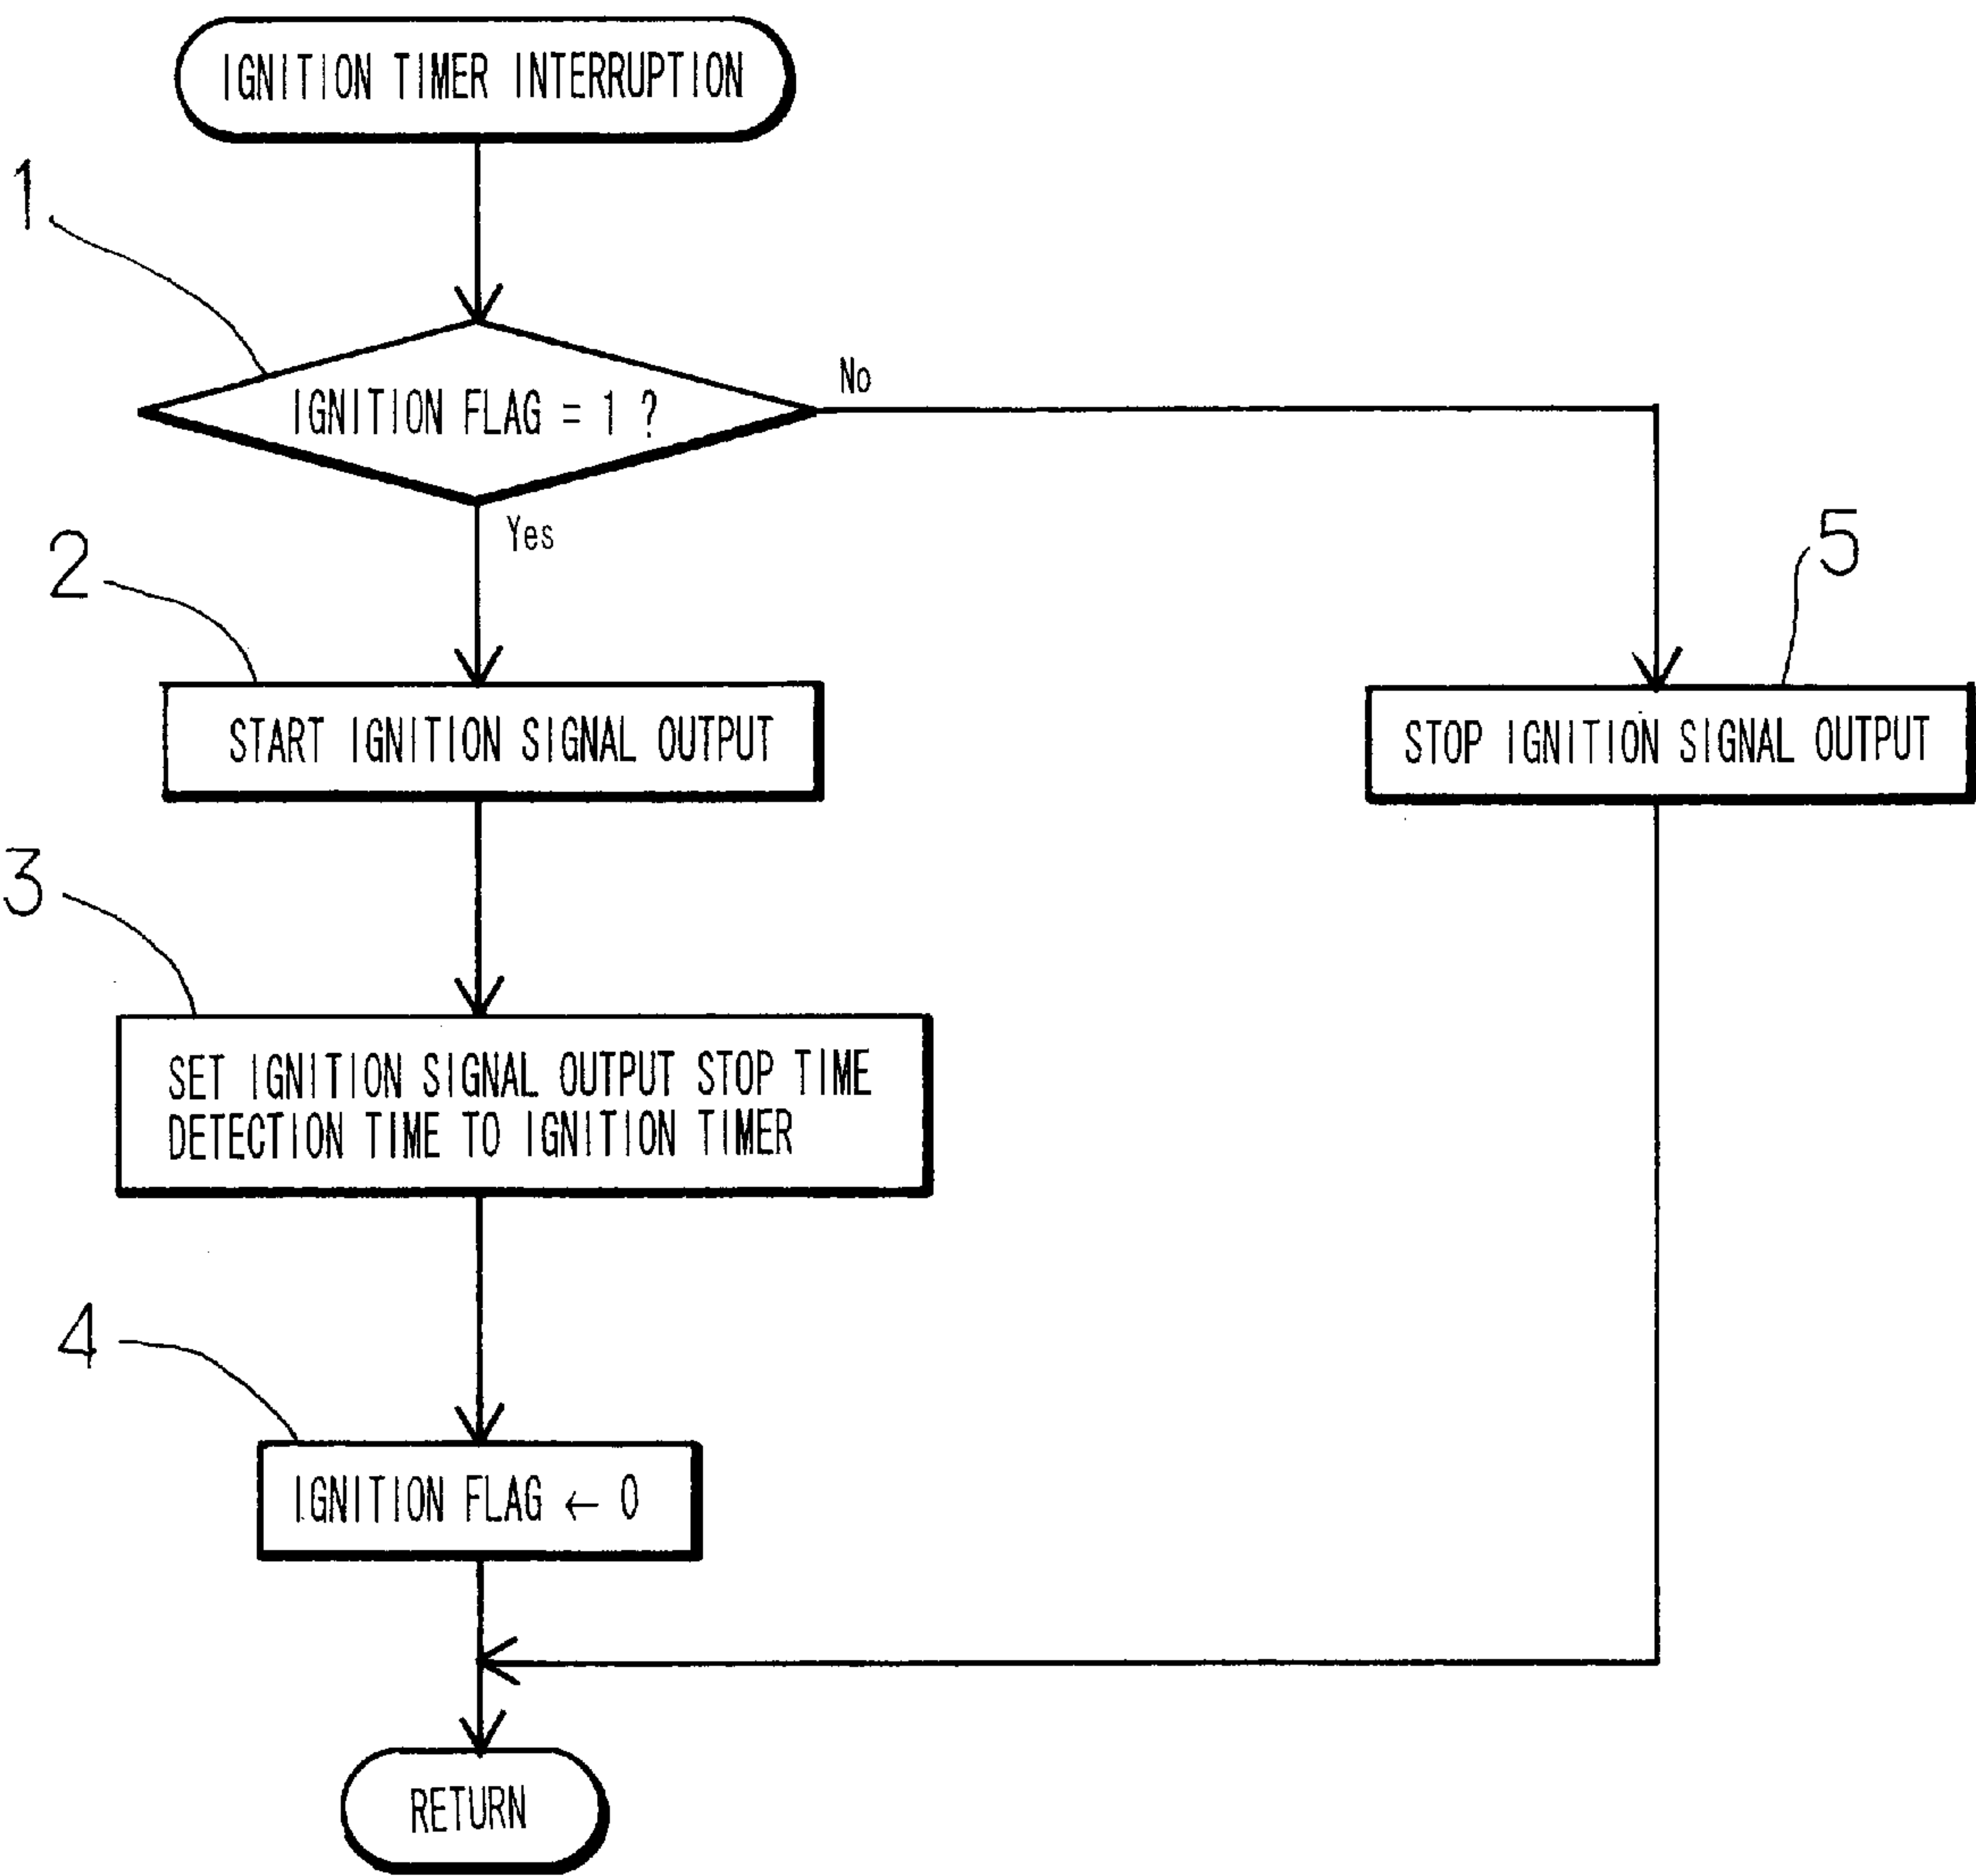 IGNITION TIMER INTERRUPTION
1
IGNITION FLAG = 1 ?
No
Yes
2
START IGNITION SIGNAL OUTPUT
5
STOP IGNITION SIGNAL OUTPUT
3
SET IGNITION SIGNAL OUTPUT STOP TIME
DETECTION TIME TO IGNITION TIMER
4
IGNITION FLAG ← 0
RETURN